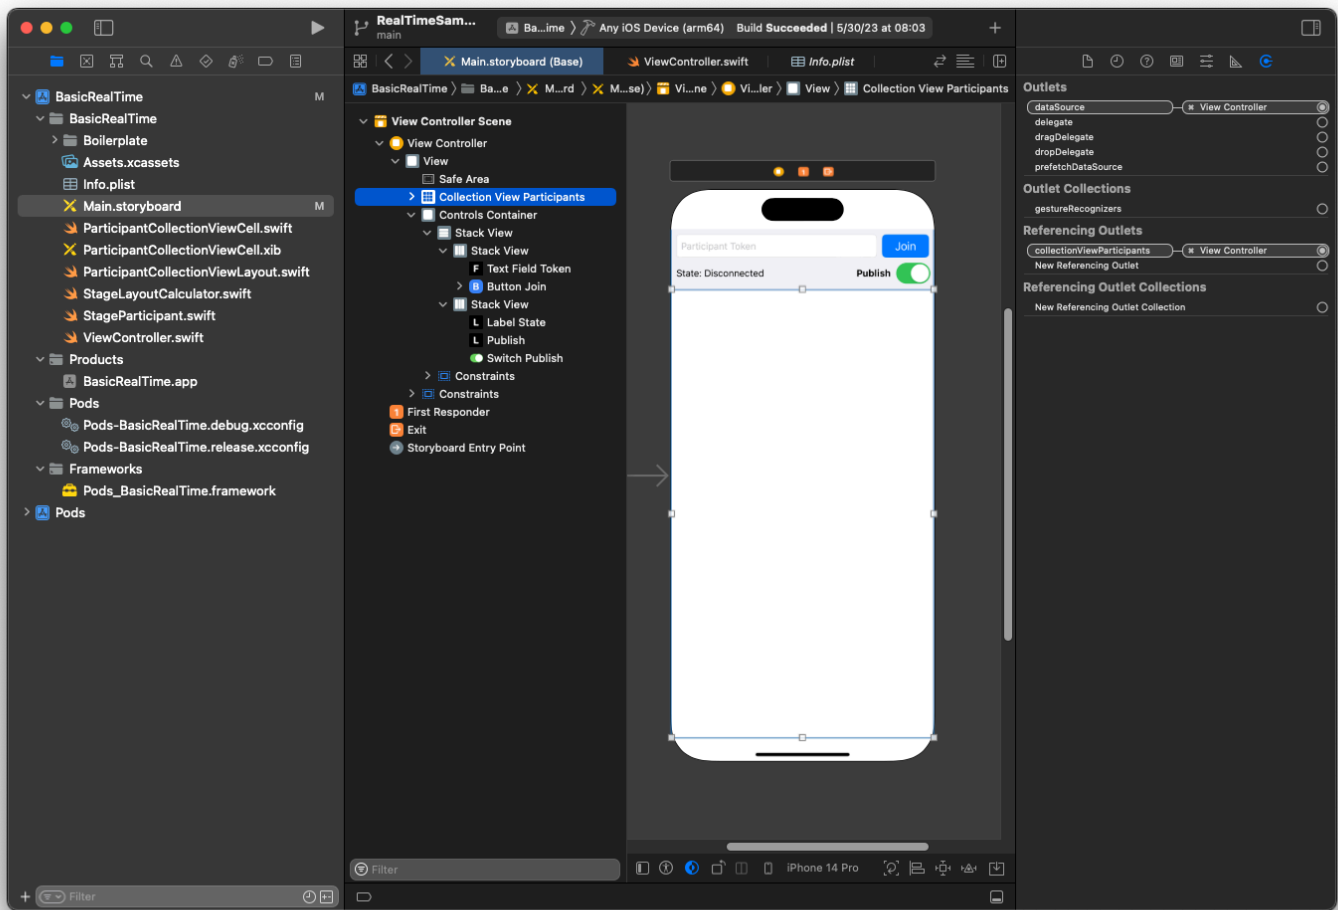 RealTimeSam...
main
Ba...ime 〉 Any iOS Device (arm64) Build Succeeded | 5/30/23 at 08:03
Main.storyboard (Base)
ViewController.swift
Info.plist
BasicRealTime 〉 Ba...e 〉 M...rd 〉 M...se) 〉 Vi...ne 〉 Vi...ler 〉 View 〉 Collection View Participants
BasicRealTime M
BasicRealTime
Boilerplate
Assets.xcassets
Info.plist
Main.storyboard M
ParticipantCollectionViewCell.swift
ParticipantCollectionViewCell.xib
ParticipantCollectionViewLayout.swift
StageLayoutCalculator.swift
StageParticipant.swift
ViewController.swift
Products
BasicRealTime.app
Pods
Pods-BasicRealTime.debug.xcconfig
Pods-BasicRealTime.release.xcconfig
Frameworks
Pods_BasicRealTime.framework
Pods
Filter
View Controller Scene
View Controller
View
Safe Area
Collection View Participants
Controls Container
Stack View
Stack View
F Text Field Token
B Button Join
Stack View
L Label State
L Publish
Switch Publish
Constraints
Constraints
1 First Responder
Exit
Storyboard Entry Point
Filter
1
Participant Token
Join
State: Disconnected
Publish
iPhone 14 Pro
Outlets
dataSource View Controller
delegate
dragDelegate
dropDelegate
prefetchDataSource
Outlet Collections
gestureRecognizers
Referencing Outlets
collectionViewParticipants View Controller
New Referencing Outlet
Referencing Outlet Collections
New Referencing Outlet Collection